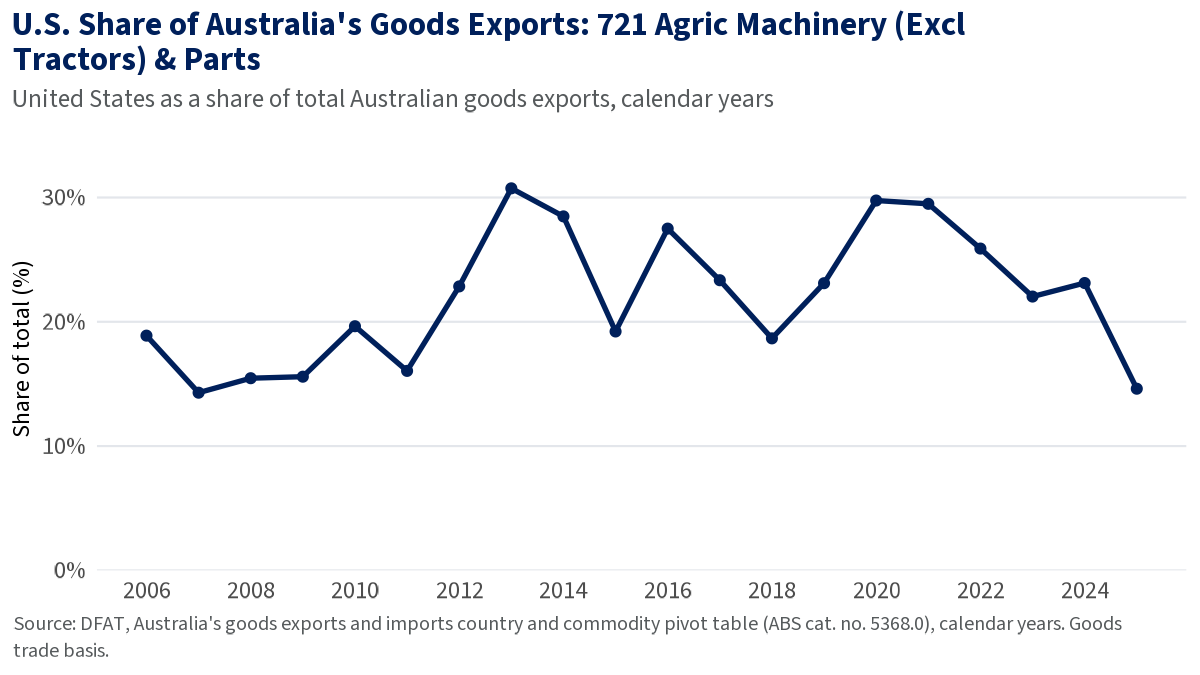 U.S. Share of Australia's Goods Exports: 721 Agric Machinery (Excl
Tractors) & Parts
United States as a share of total Australian goods exports, calendar years
Share of total (%)
30%
20%
10%
0%
2006 2008 2010 2012 2014 2016 2018 2020 2022 2024
Source: DFAT, Australia's goods exports and imports country and commodity pivot table (ABS cat. no. 5368.0), calendar years. Goods
trade basis.